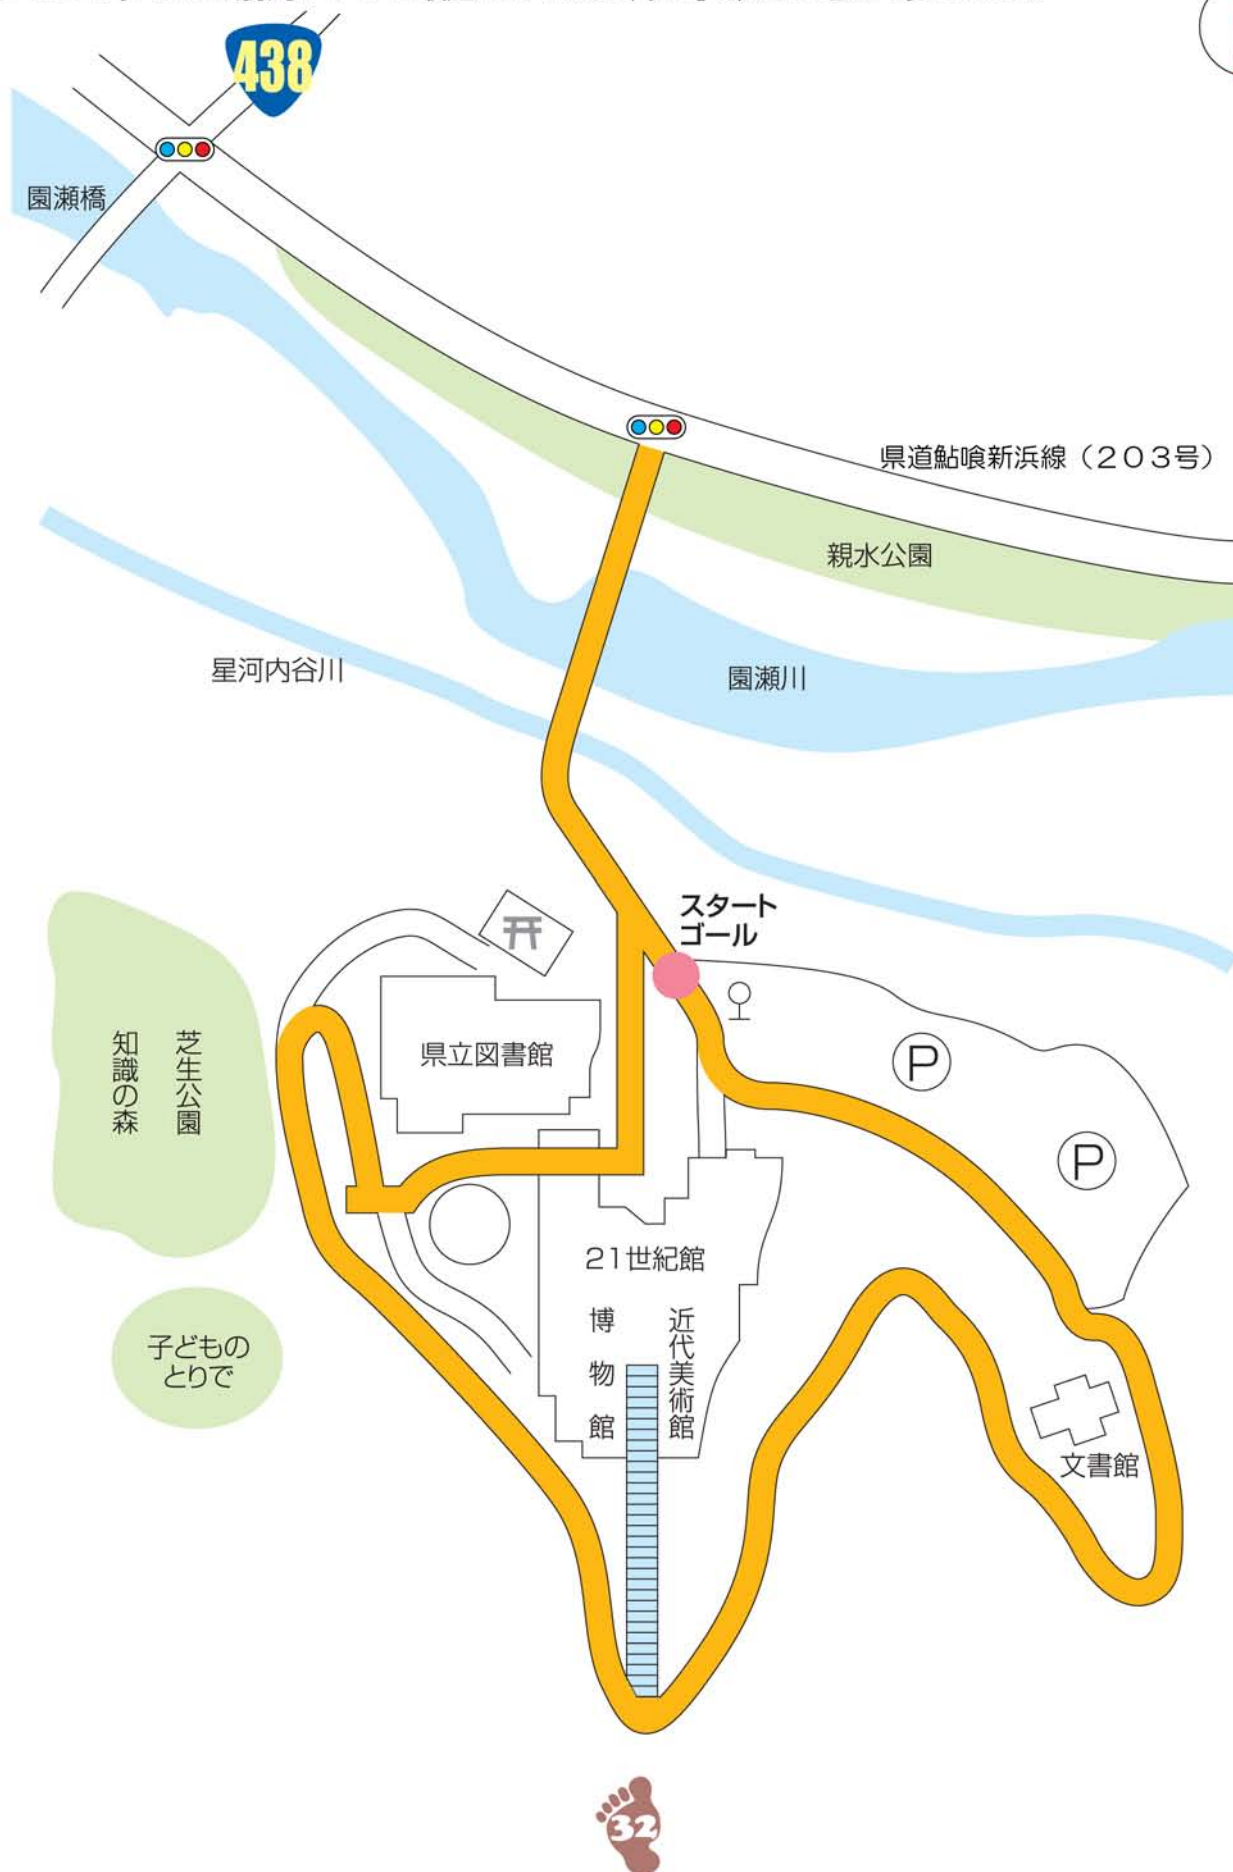 438
園瀬橋
県道鮎喰新浜線（203号）
親水公園
星河内谷川
園瀬川
スタート
ゴール
P
県立図書館
芝生公園
知識の森
P
21世紀館
博物館
近代美術館
子どもの
とりで
文書館
32